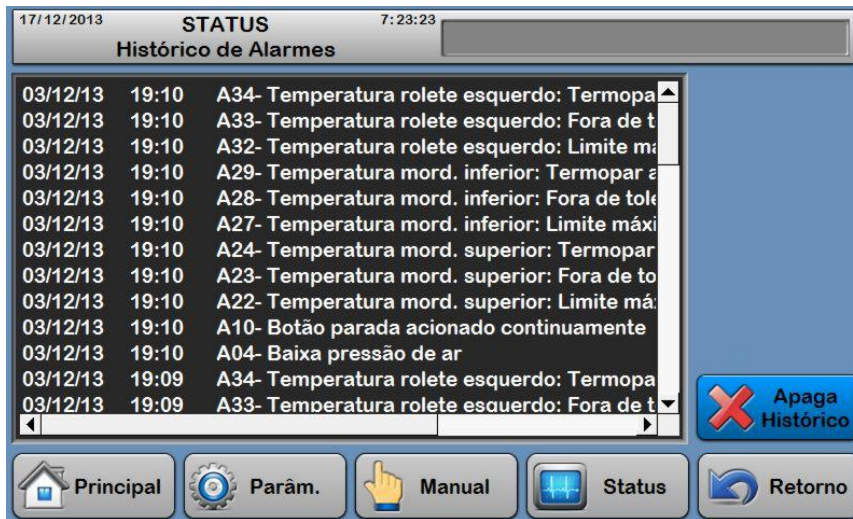 17/12/2013 STATUS 7:23:23
Histórico de Alarmes
03/12/13 19:10 A34- Temperatura rolete esquerdo: Termopa
03/12/13 19:10 A33- Temperatura rolete esquerdo: Fora de t
03/12/13 19:10 A32- Temperatura rolete esquerdo: Limite má
03/12/13 19:10 A29- Temperatura mord. inferior: Termopar a
03/12/13 19:10 A28- Temperatura mord. inferior: Fora de tole
03/12/13 19:10 A27- Temperatura mord. inferior: Limite máxi
03/12/13 19:10 A24- Temperatura mord. superior: Termopar
03/12/13 19:10 A23- Temperatura mord. superior: Fora de to
03/12/13 19:10 A22- Temperatura mord. superior: Limite má
03/12/13 19:10 A10- Botão parada acionado continuamente
03/12/13 19:10 A04- Baixa pressão de ar
03/12/13 19:09 A34- Temperatura rolete esquerdo: Termopa
03/12/13 19:09 A33- Temperatura rolete esquerdo: Fora de t
Apaga
Histórico
Principal Parâm. Manual Status Retorno